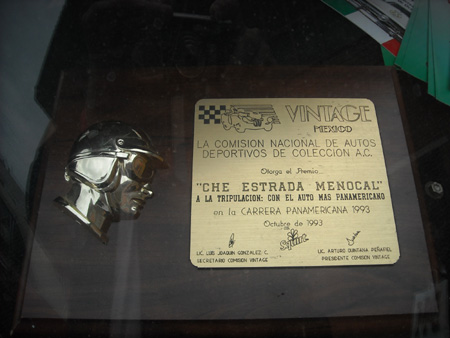 VINTAGE
MEXICO
LA COMISION NACIONAL DE AUTOS
DEPORTIVOS DE COLECCION A.C.
Otorga el Premio...
"CHE ESTRADA MENOCAL"
A LA TRIPULACION: CON EL AUTO MAS PANAMERICANO
en la CARRERA PANAMERICANA 1993
Octubre de 1993
LIC. LUIS JOAQUIN GONZALEZ C. LIC. ARTURO QUINTANA PEÑAFIEL
SECRETARIO COMISION VINTAGE PRESIDENTE COMISION VINTAGE